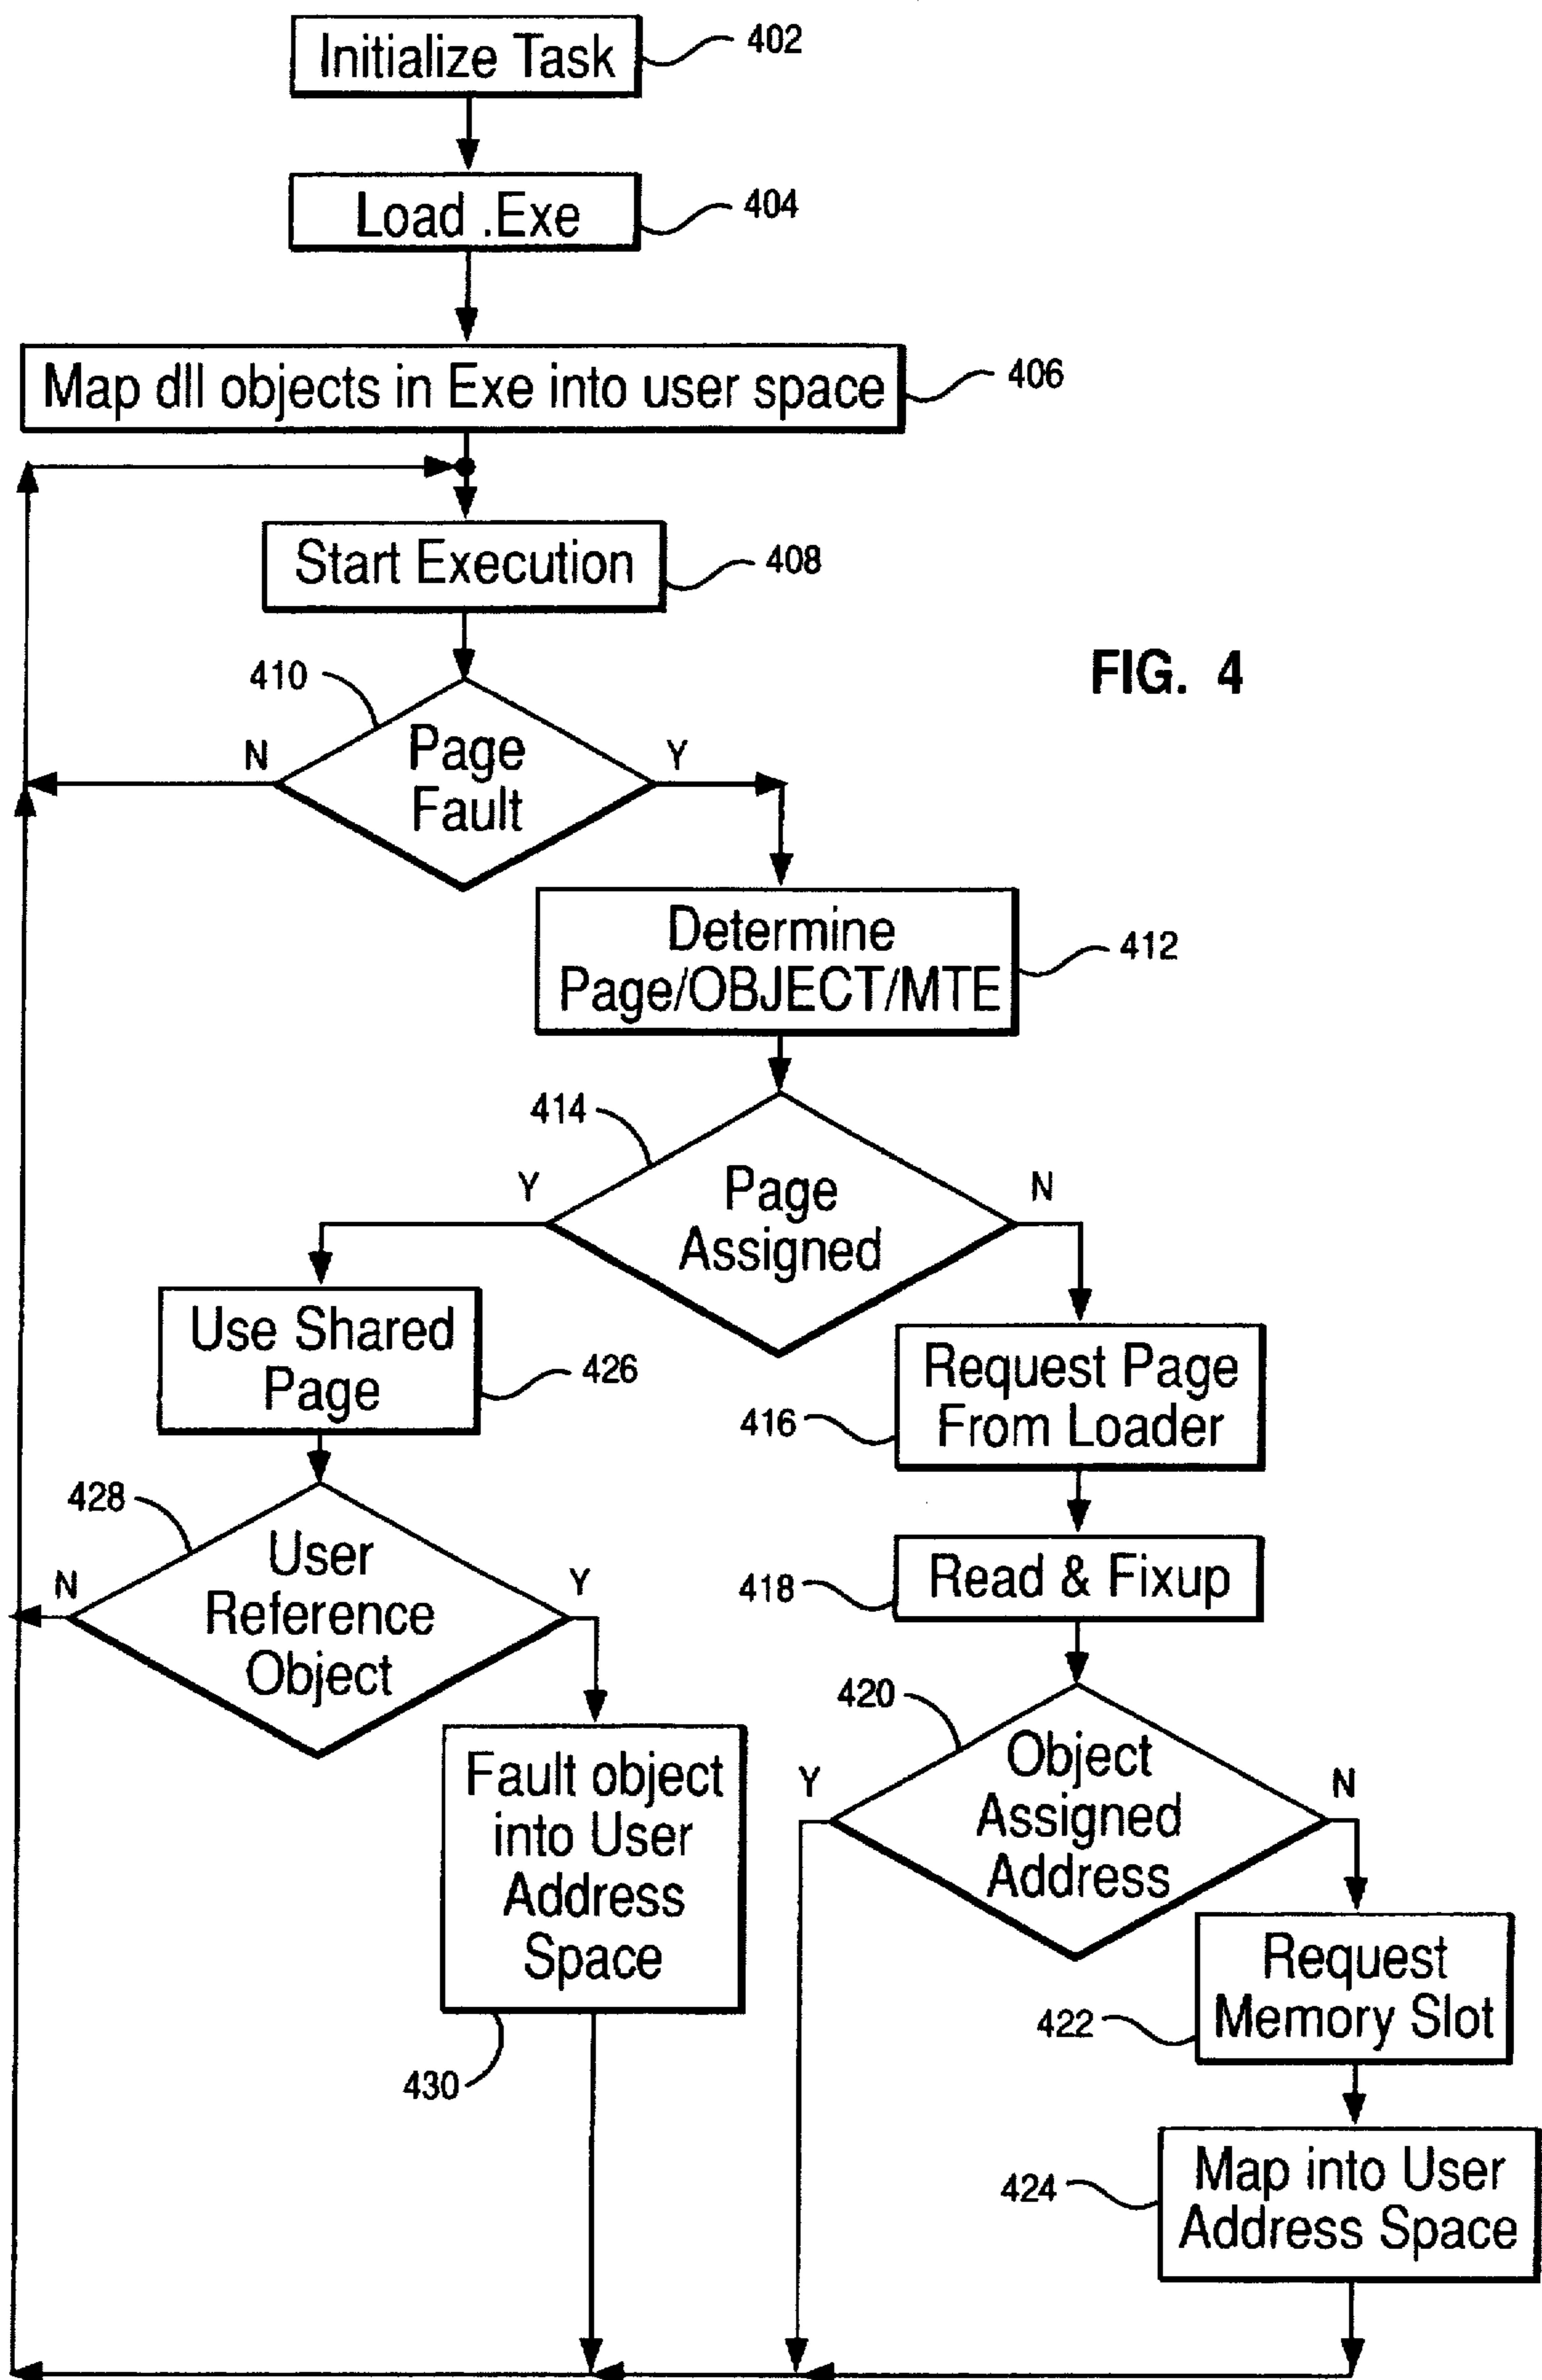 Initialize Task
402
Load .Exe
404
Map dll objects in Exe into user space
406
Start Execution
408
FIG. 4
410
Page
Fault
N
Y
Determine
Page/OBJECT/MTE
412
414
Page
Assigned
Y
N
Use Shared
Page
426
Request Page
From Loader
416
428
User
Reference
Object
N
Y
Read & Fixup
418
420
Object
Assigned
Address
Y
N
Fault object
into User
Address
Space
430
Request
Memory Slot
422
Map into User
Address Space
424